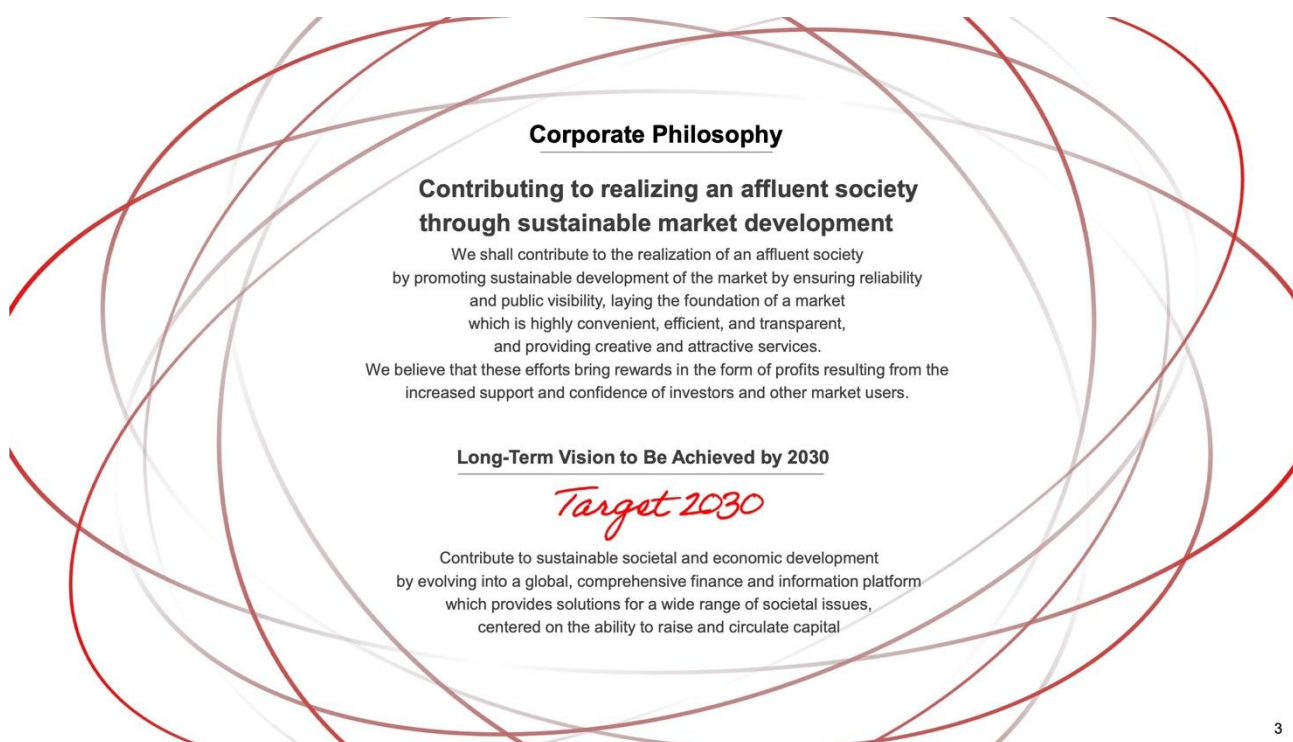 Corporate Philosophy
Contributing to realizing an affluent society
through sustainable market development
We shall contribute to the realization of an affluent society
by promoting sustainable development of the market by ensuring reliability
and public visibility, laying the foundation of a market
which is highly convenient, efficient, and transparent,
and providing creative and attractive services.
We believe that these efforts bring rewards in the form of profits resulting from the
increased support and confidence of investors and other market users.
Long-Term Vision to Be Achieved by 2030
Target 2030
Contribute to sustainable societal and economic development
by evolving into a global, comprehensive finance and information platform
which provides solutions for a wide range of societal issues,
centered on the ability to raise and circulate capital
3